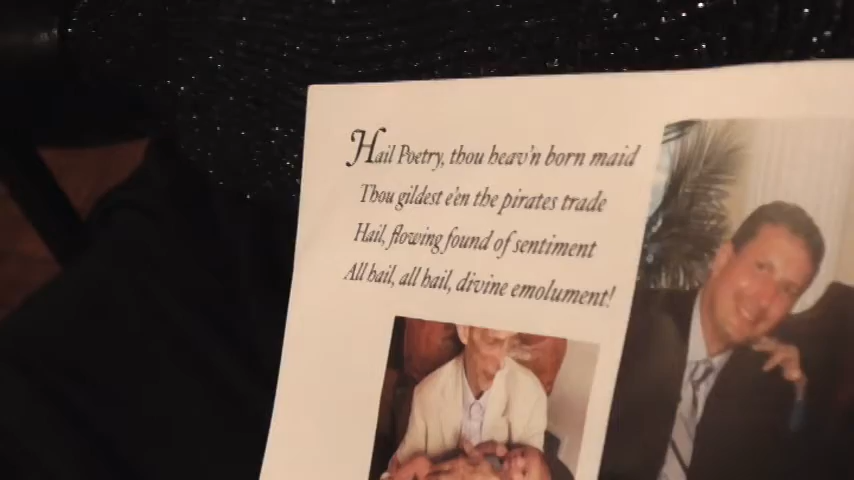 Hail Poetry, thou heav'n born maid
Thou gildest e'en the pirates trade
Hail, flowing found of sentiment
All hail, all hail, divine emolument!